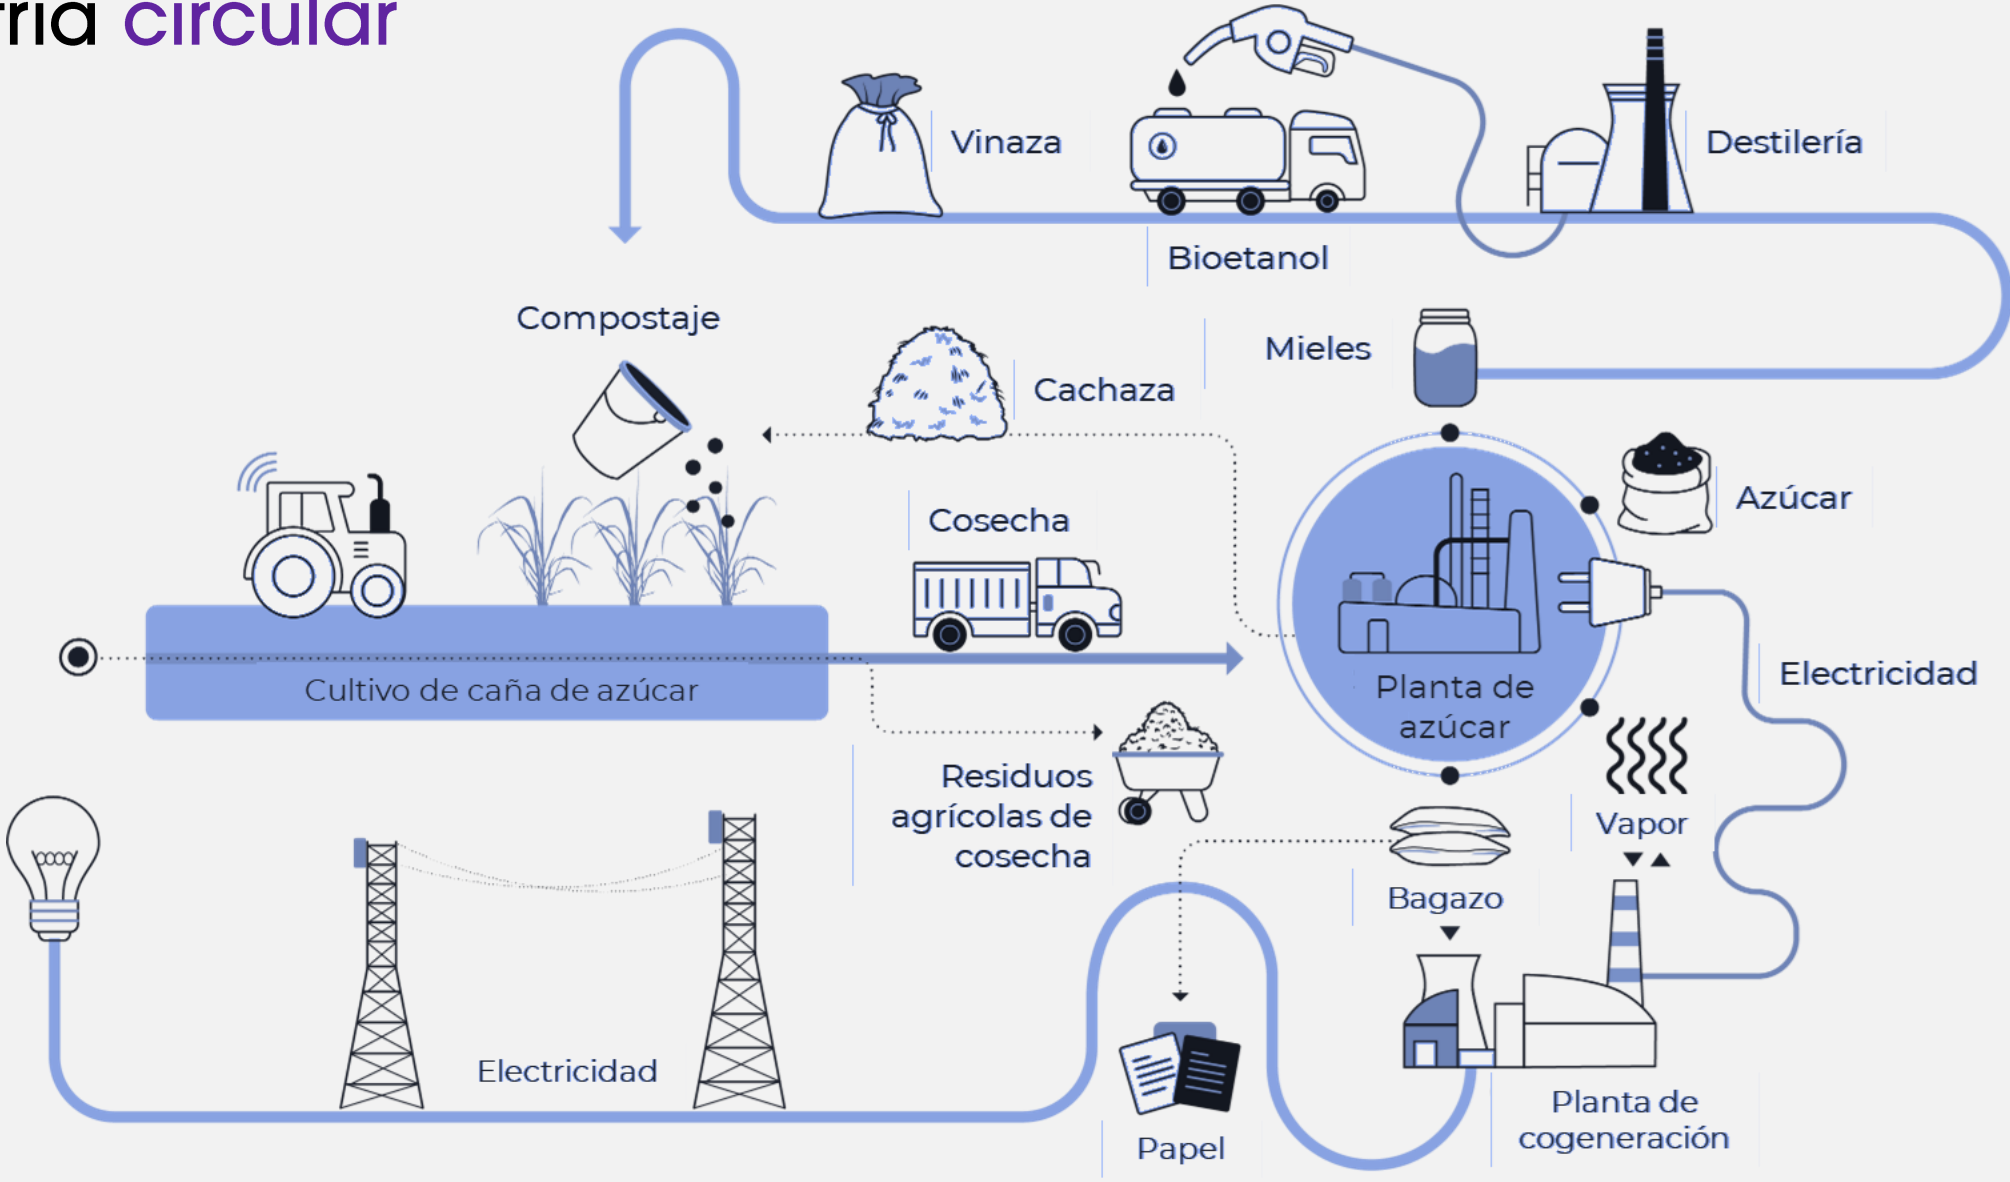 circular
Vinaza
Destilería
Bioetanol
Compostaje
Mieles
Cachaza
Azúcar
Cosecha
Electricidad
Cultivo de caña de azúcar
Planta de
azúcar
Residuos
agrícolas de
cosecha
Vapor
Bagazo
Electricidad
Planta de
cogeneración
Papel